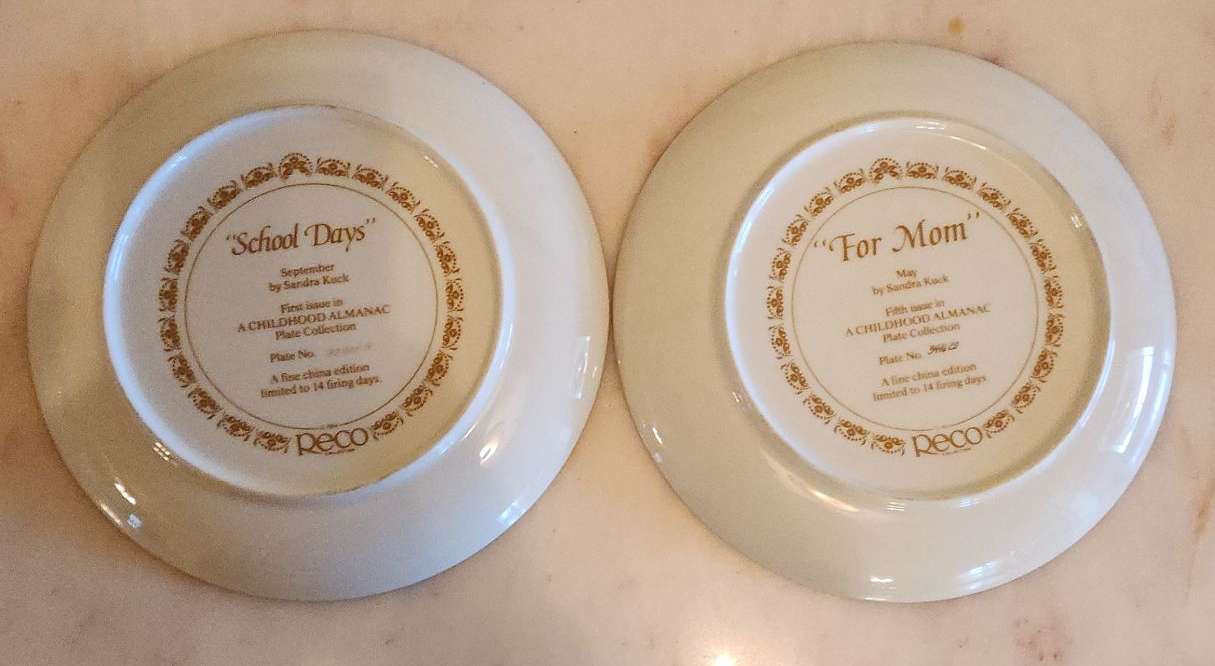 “School Days”
September
by Sandra Kuck
First issue in
A CHILDHOOD ALMANAC
Plate Collection
Plate No.
A fine china edition
limited to 14 firing days.
Reco
“For Mom”
May
by Sandra Kuck
Fifth issue in
A CHILDHOOD ALMANAC
Plate Collection
Plate No.
A fine china edition
limited to 14 firing days
Reco